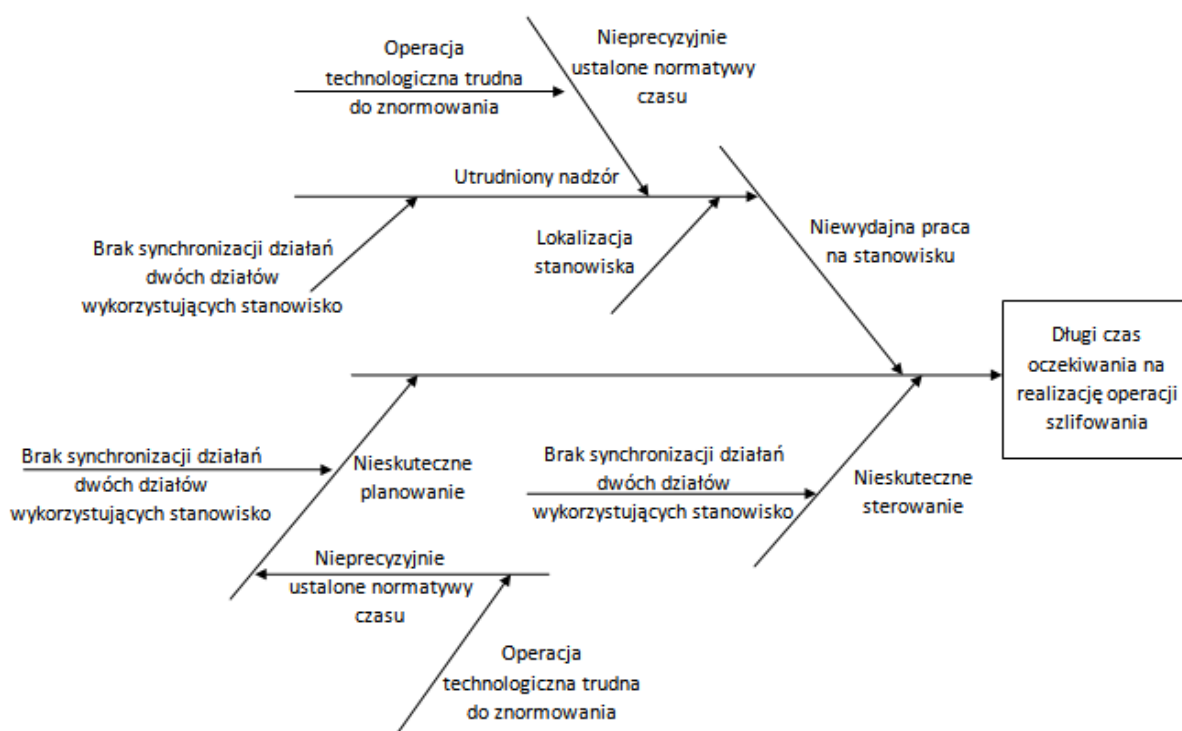 Operacja
technologiczna trudna
do znormowania
Nieprecyzyjnie
ustalone normatywy
czasu
Utrudniony nadzór
Brak synchronizacji działań
dwóch działów
wykorzystujących stanowisko
Lokalizacja
stanowiska
Niewydajna praca
na stanowisku
Długi czas
oczekiwania na
realizację operacji
szlifowania
Brak synchronizacji działań
dwóch działów
wykorzystujących stanowisko
Nieskuteczne
planowanie
Brak synchronizacji działań
dwóch działów
wykorzystujących stanowisko
Nieskuteczne
sterowanie
Nieprecyzyjnie
ustalone normatywy
czasu
Operacja
technologiczna trudna
do znormowania